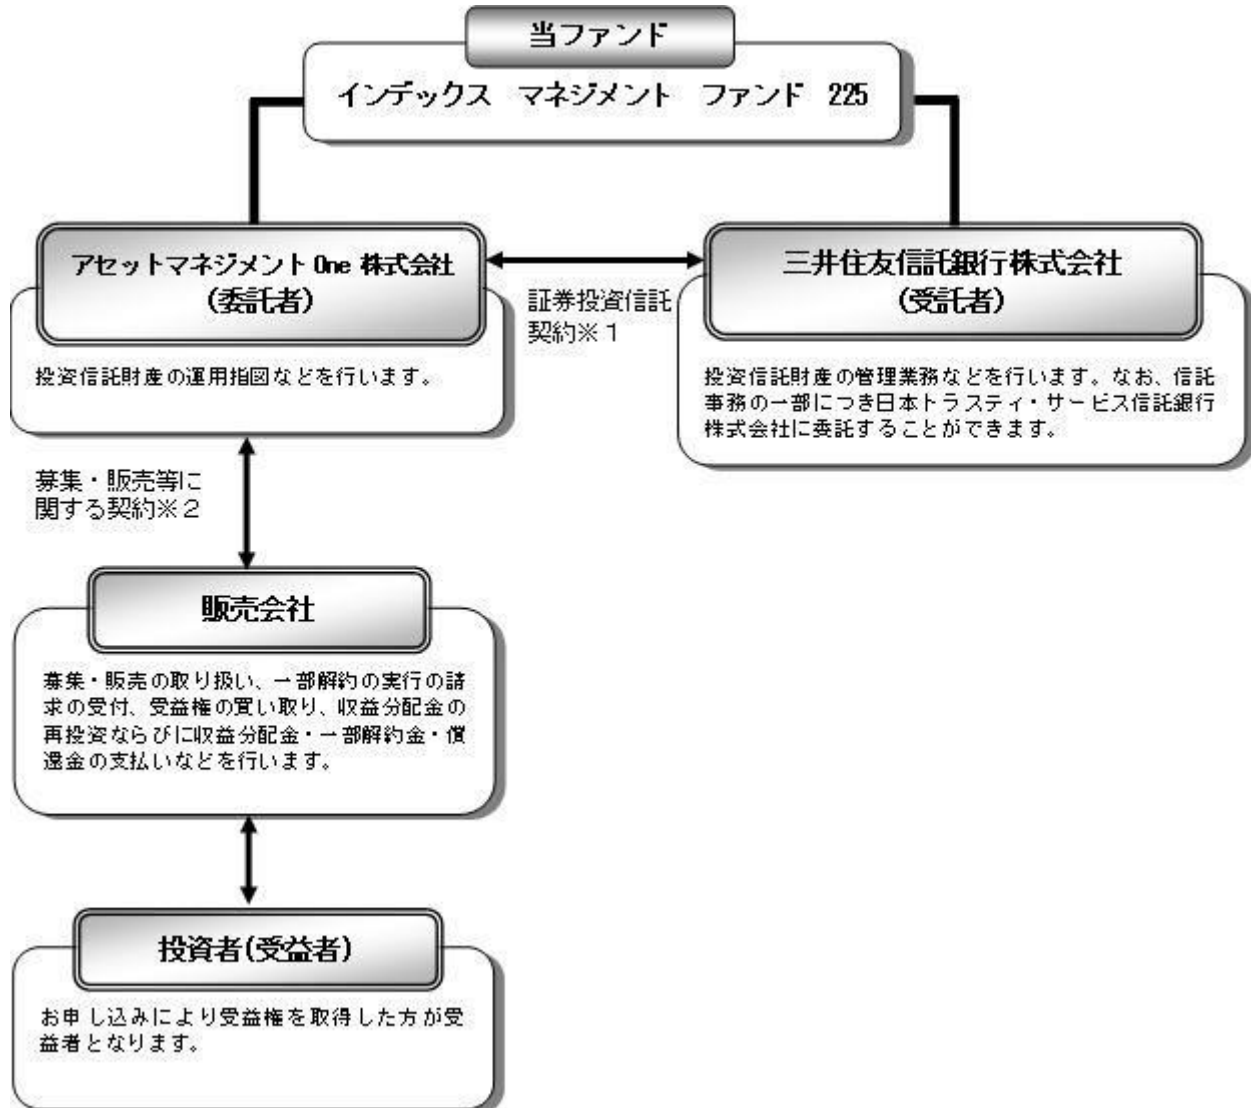 当ファンド
インデックス マネジメント ファンド 225
アセットマネジメント One 株式会社
(委託者)
投資信託財産の運用指図などを行います。
証券投資信託
契約※１
三井住友信託銀行株式会社
(受託者)
投資信託財産の管理業務などを行います。なお、信託
事務の一部につき日本トラスティ・サービス信託銀行
株式会社に委託することができます。
募集・販売等に
関する契約※２
販売会社
募集・販売の取り扱い、一部解約の実行の請
求の受付、受益権の買い取り、収益分配金の
再投資ならびに収益分配金・一部解約金・償
還金の支払いなどを行います。
投資者(受益者)
お申し込みにより受益権を取得した方が受
益者となります。